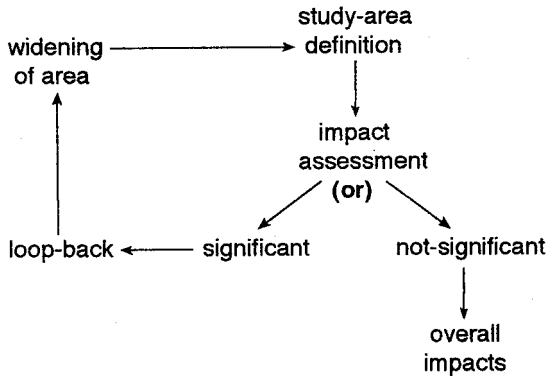 study-area
definition
widening
of area
impact
assessment
(or)
loop-back
significant
not-significant
overall
impacts